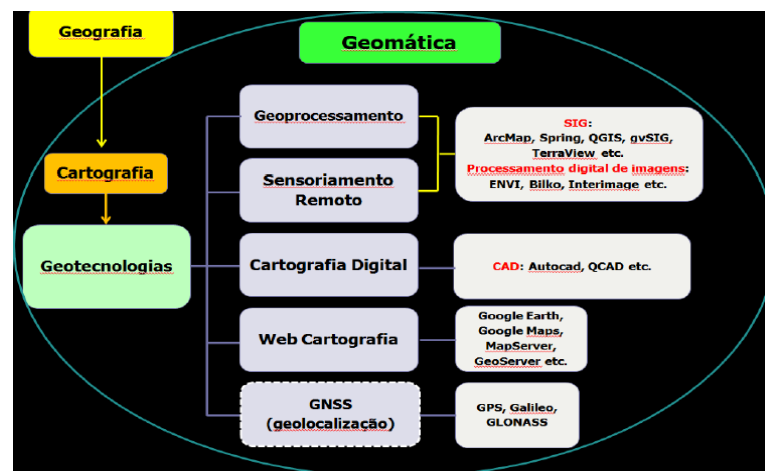 Geografia
Geomática
Cartografia
Geotecnologias
Geoprocessamento
Sensoriamento
Remoto
Cartografia Digital
Web Cartografia
GNSS
(geolocalização)
SIG:
ArcMap, Spring, QGIS, gvSIG,
TerraView etc.
Processamento digital de imagens:
ENVI, Bilko, Interimage etc.
CAD: Autocad, QCAD etc.
Google Earth,
Google Maps,
MapServer,
GeoServer etc.
GPS, Galileo,
GLONASS